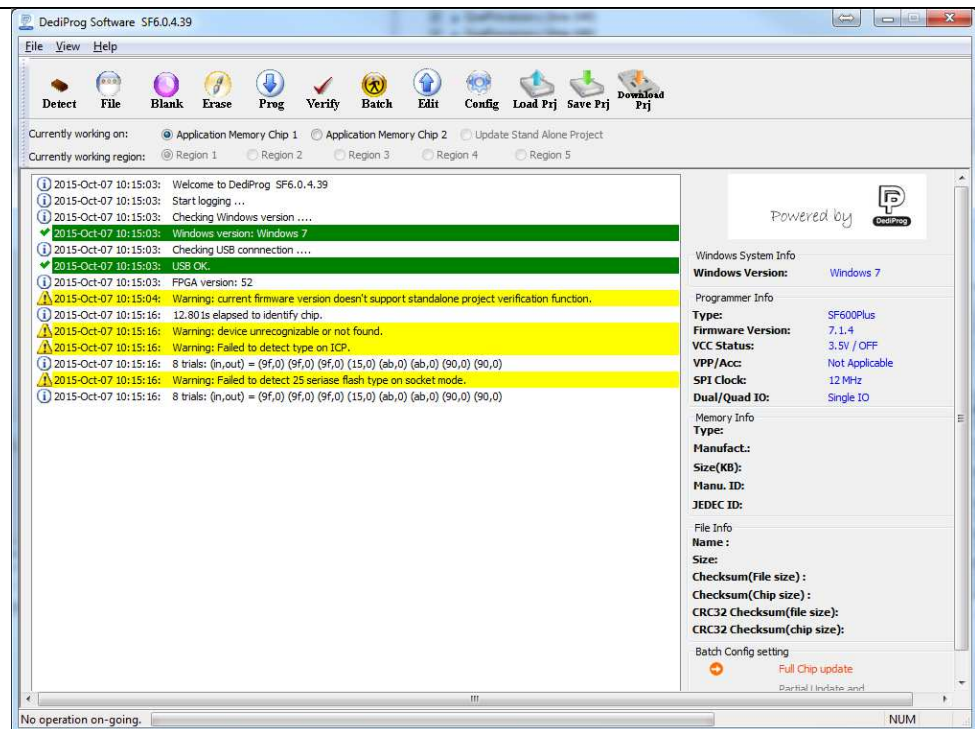 DediProg Software SF6.0.4.39
File View Help
Detect File Blank Erase Prog Verify Batch Edit Config Load Prj Save Prj Download Prj
Currently working on: Application Memory Chip 1 Application Memory Chip 2 Update Stand Alone Project
Currently working region: Region 1 Region 2 Region 3 Region 4 Region 5
2015-Oct-07 10:15:03: Welcome to DediProg SF6.0.4.39
2015-Oct-07 10:15:03: Start logging ...
2015-Oct-07 10:15:03: Checking Windows version ....
2015-Oct-07 10:15:03: Windows version: Windows 7
2015-Oct-07 10:15:03: Checking USB connnection ....
2015-Oct-07 10:15:03: USB OK.
2015-Oct-07 10:15:03: FPGA version: 52
2015-Oct-07 10:15:04: Warning: current firmware version doesn't support standalone project verification function.
2015-Oct-07 10:15:16: 12.801s elapsed to identify chip.
2015-Oct-07 10:15:16: Warning: device unrecognizable or not found.
2015-Oct-07 10:15:16: Warning: Failed to detect type on ICP.
2015-Oct-07 10:15:16: 8 trials: (in,out) = (9f,0) (9f,0) (9f,0) (15,0) (ab,0) (ab,0) (90,0) (90,0)
2015-Oct-07 10:15:16: Warning: Failed to detect 25 seriase flash type on socket mode.
2015-Oct-07 10:15:16: 8 trials: (in,out) = (9f,0) (9f,0) (9f,0) (15,0) (ab,0) (ab,0) (90,0) (90,0)
Powered by DediProg
Windows System Info
Windows Version: Windows 7
Programmer Info
Type: SF600Plus
Firmware Version: 7.1.4
VCC Status: 3.5V / OFF
VPP/Acc: Not Applicable
SPI Clock: 12 MHz
Dual/Quad IO: Single IO
Memory Info
Type:
Manufact.:
Size(KB):
Manu. ID:
JEDEC ID:
File Info
Name :
Size:
Checksum(File size) :
Checksum(Chip size) :
CRC32 Checksum(file size):
CRC32 Checksum(chip size):
Batch Config setting
Full Chip update
Partial Update and
No operation on-going. NUM